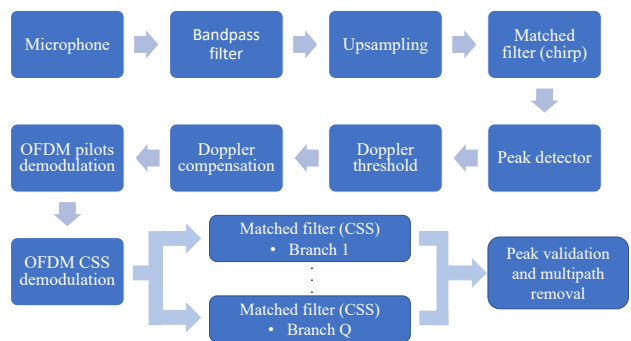 Microphone
Bandpass
filter
Upsampling
Matched
filter (chirp)
OFDM pilots
demodulation
Doppler
compensation
Doppler
threshold
Peak detector
OFDM CSS
demodulation
Matched filter (CSS)
• Branch 1
Matched filter (CSS)
• Branch Q
Peak validation
and multipath
removal